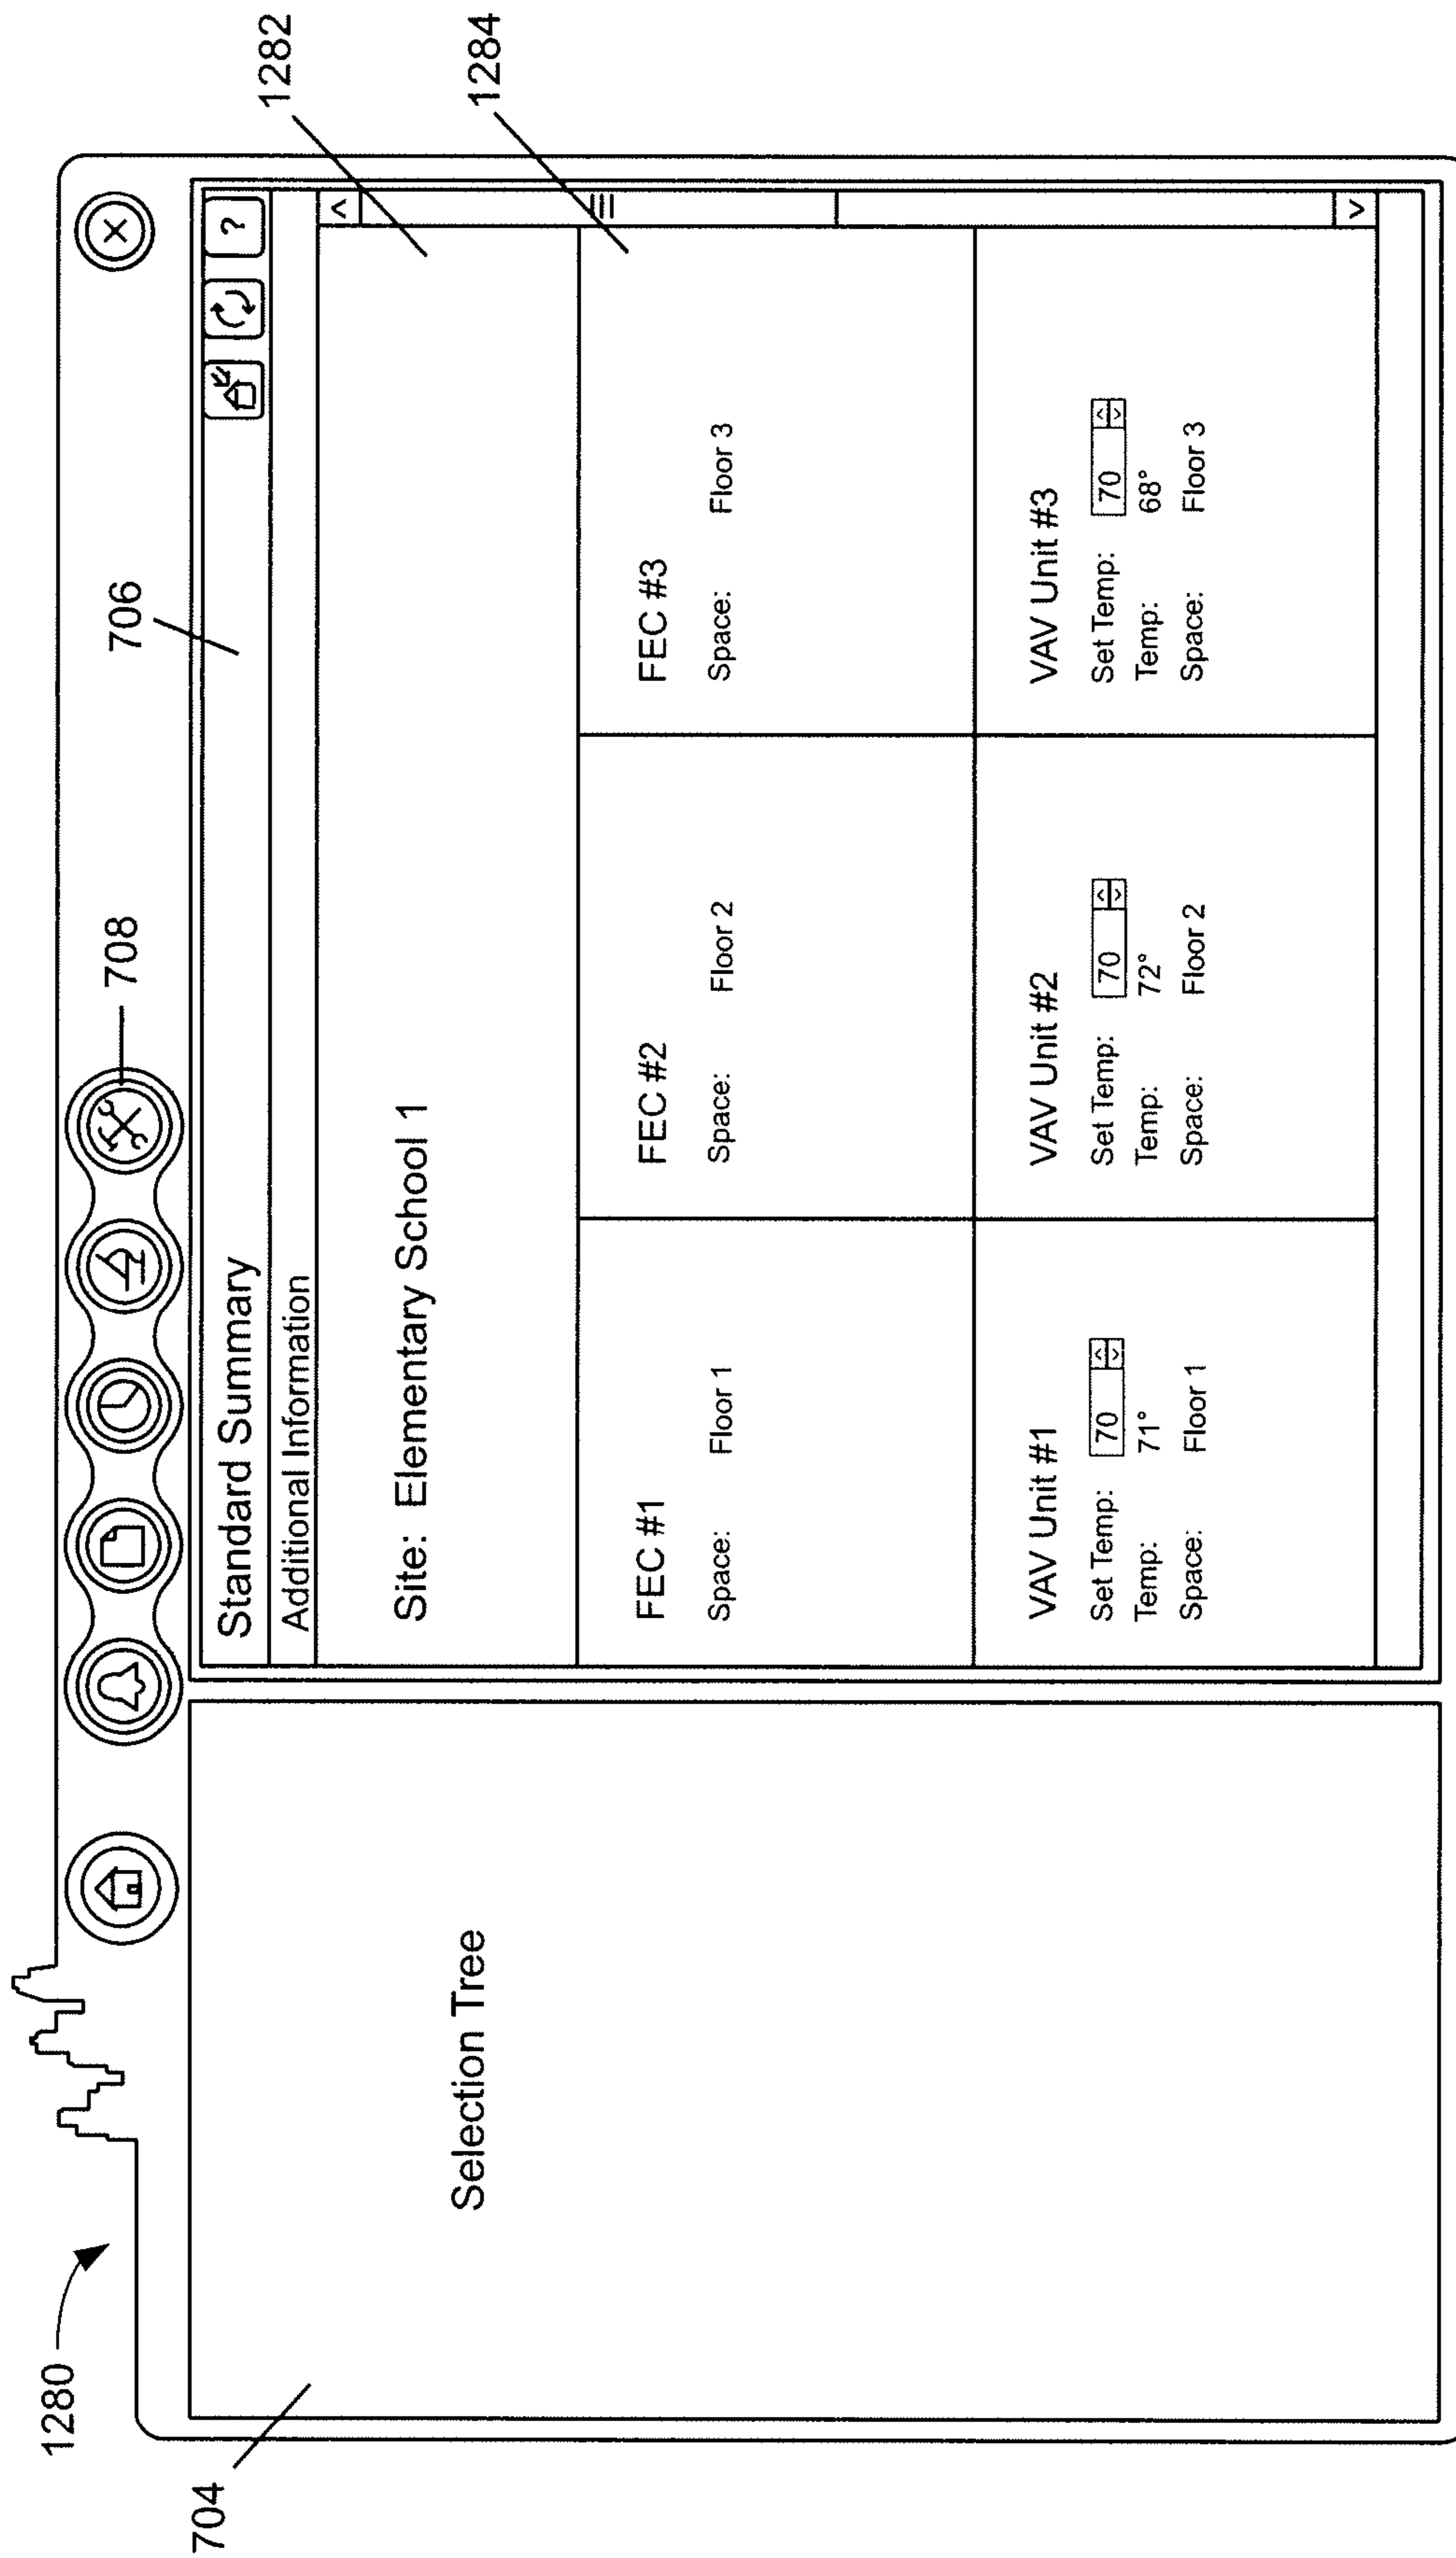 1280
704
708
706
1282
1284
Selection Tree
Standard Summary
?
Additional Information
Site: Elementary School 1
FEC #1
Space: Floor 1
FEC #2
Space: Floor 2
FEC #3
Space: Floor 3
VAV Unit #1
Set Temp: 70
Temp: 71°
Space: Floor 1
VAV Unit #2
Set Temp: 70
Temp: 72°
Space: Floor 2
VAV Unit #3
Set Temp: 70
Temp: 68°
Space: Floor 3